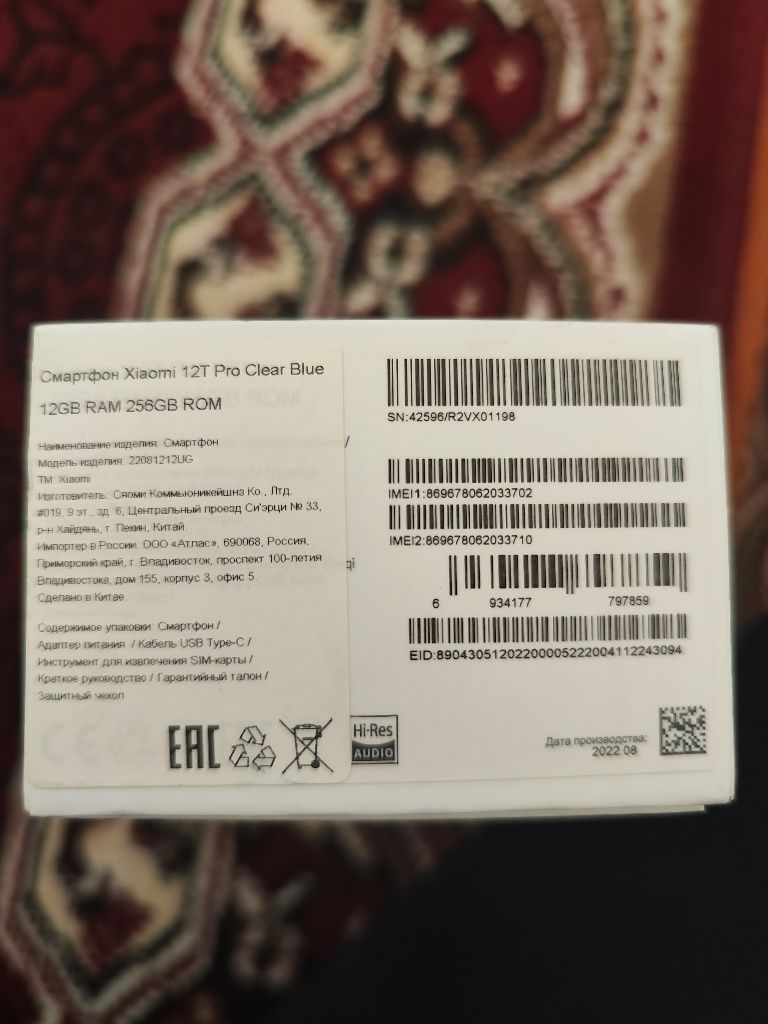 Смартфон Xiaomi 12T Pro Clear Blue
12GB RAM 256GB ROM
Наименование изделия: Смартфон
Модель изделия: 22081212UG
ТМ: Xiaomi
Изготовитель: Сяоми Коммьюникейшнз Ко., Лтд.
#019, 9 эт., зд. 6, Центральный проезд Си'эрци № 33,
р-н Хайдянь, г. Пекин, Китай.
Импортер в России: ООО «Атлас», 690068, Россия,
Приморский край, г. Владивосток, проспект 100-летия
Владивостока, дом 155, корпус 3, офис 5.
Сделано в Китае.
Содержимое упаковки: Смартфон /
Адаптер питания / Кабель USB Type-C /
Инструмент для извлечения SIM-карты /
Краткое руководство / Гарантийный талон /
Защитный чехол
EAC
Hi-Res
AUDIO
SN:42596/R2VX01198
IMEI1:869678062033702
IMEI2:869678062033710
6 934177 797859
EID:89043051202200005222004112243094
Дата производства:
2022.08